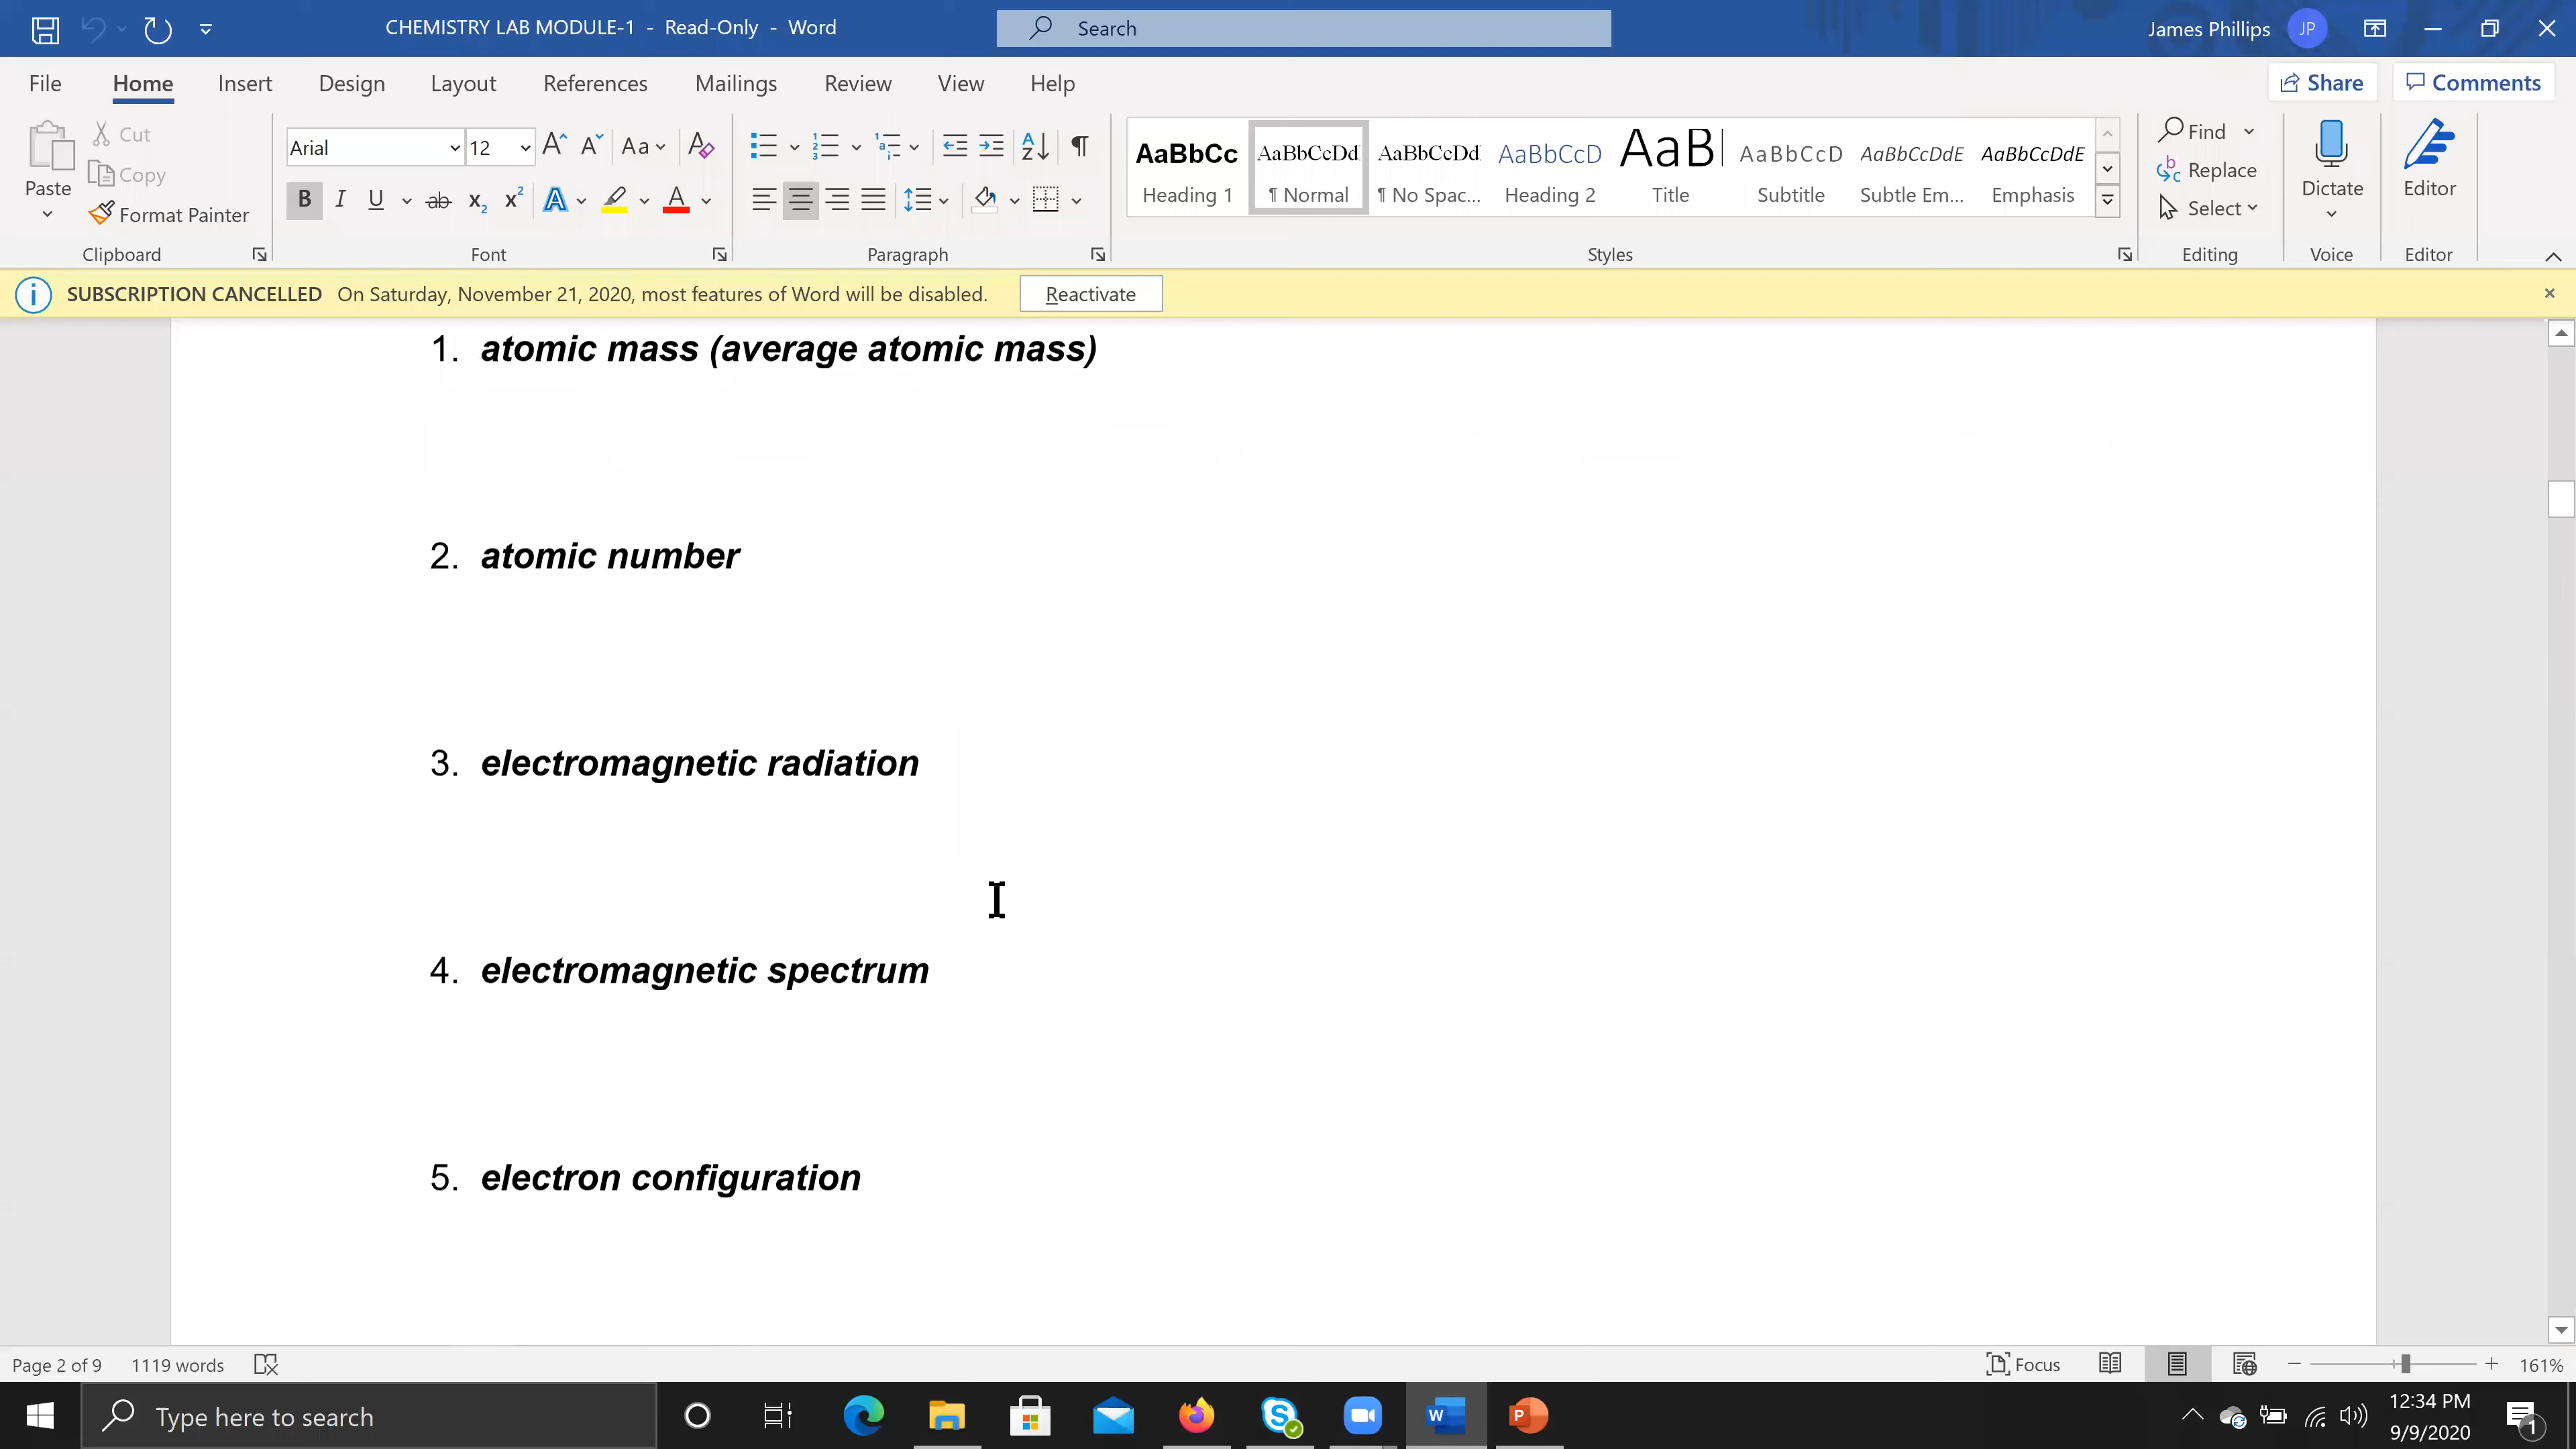 CHEMISTRY LAB MODULE-1 - Read-Only - Word
Search
James Phillips JP
File Home Insert Design Layout References Mailings Review View Help
Share Comments
Paste
Cut
Copy
Format Painter
Clipboard
Arial 12
Font
Paragraph
AaBbCc AaBbCcDd AaBbCcDd AaBbCcD AaB AaBbCcD AaBbCcDdE AaBbCcDdE
Heading 1 ¶ Normal ¶ No Spac... Heading 2 Title Subtitle Subtle Em... Emphasis
Styles
Find
Replace
Select
Editing
Dictate
Voice
Editor
Editor
SUBSCRIPTION CANCELLED On Saturday, November 21, 2020, most features of Word will be disabled. Reactivate
1. atomic mass (average atomic mass)
2. atomic number
3. electromagnetic radiation
4. electromagnetic spectrum
5. electron configuration
Page 2 of 9 1119 words
Focus 161%
Type here to search
12:34 PM
9/9/2020
1